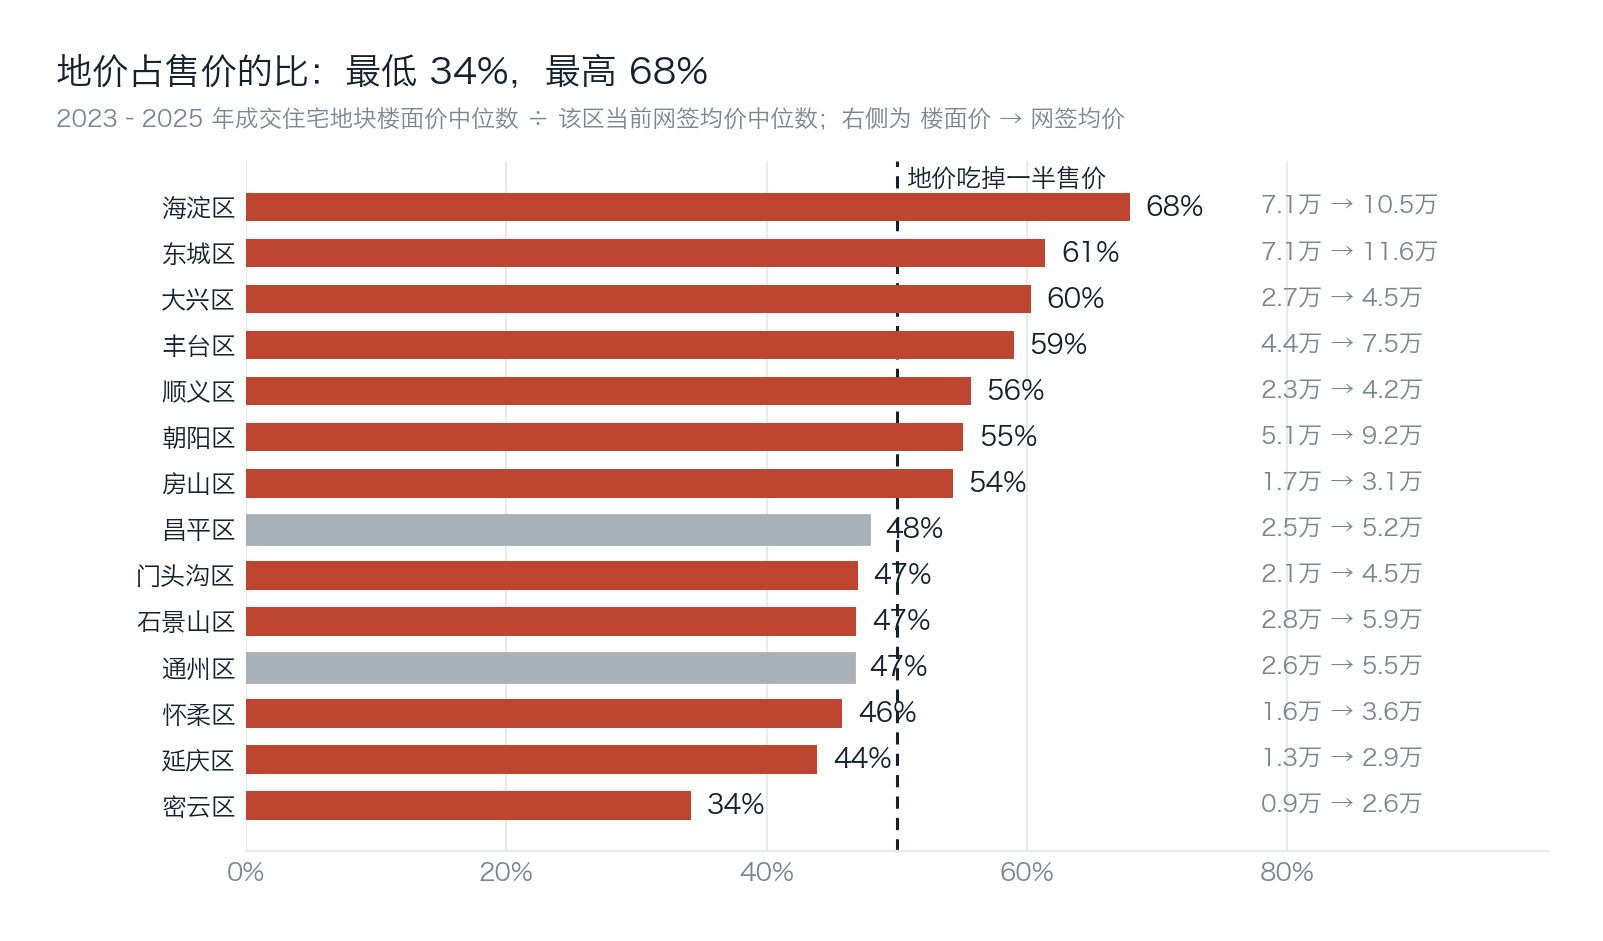 地价占售价的比：最低 34%，最高 68%
2023 - 2025 年成交住宅地块楼面价中位数 ÷ 该区当前网签均价中位数；右侧为 楼面价 → 网签均价
地价吃掉一半售价
海淀区 68% 7.1万 → 10.5万
东城区 61% 7.1万 → 11.6万
大兴区 60% 2.7万 → 4.5万
丰台区 59% 4.4万 → 7.5万
顺义区 56% 2.3万 → 4.2万
朝阳区 55% 5.1万 → 9.2万
房山区 54% 1.7万 → 3.1万
昌平区 48% 2.5万 → 5.2万
门头沟区 47% 2.1万 → 4.5万
石景山区 47% 2.8万 → 5.9万
通州区 47% 2.6万 → 5.5万
怀柔区 46% 1.6万 → 3.6万
延庆区 44% 1.3万 → 2.9万
密云区 34% 0.9万 → 2.6万
0% 20% 40% 60% 80%